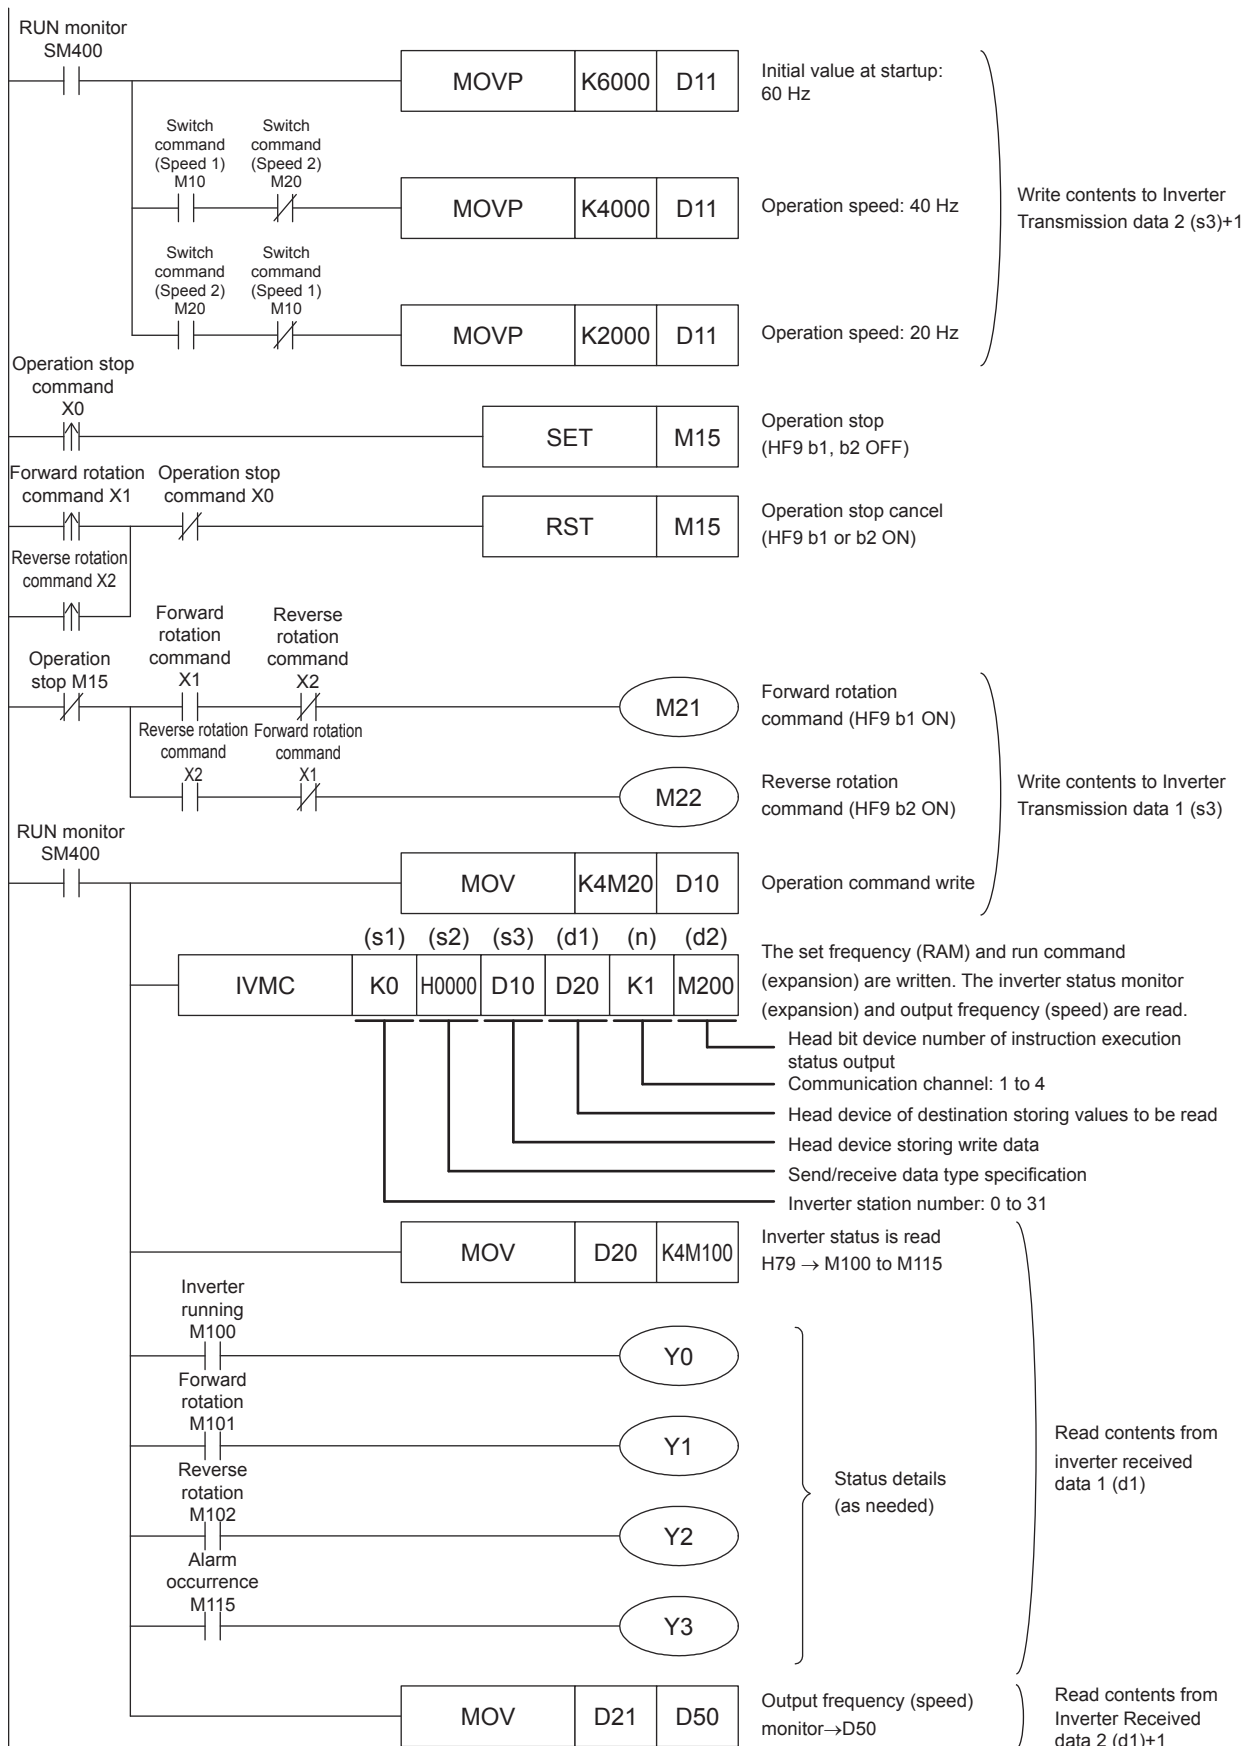 RUN monitor
SM400
MOVP K6000 D11
Initial value at startup:
60 Hz
Switch
command
(Speed 1)
M10
Switch
command
(Speed 2)
M20
MOVP K4000 D11
Operation speed: 40 Hz
Write contents to Inverter
Transmission data 2 (s3)+1
Switch
command
(Speed 2)
M20
Switch
command
(Speed 1)
M10
MOVP K2000 D11
Operation speed: 20 Hz
Operation stop
command
X0
SET M15
Operation stop
(HF9 b1, b2 OFF)
Forward rotation
command X1
Operation stop
command X0
RST M15
Operation stop cancel
(HF9 b1 or b2 ON)
Reverse rotation
command X2
Operation
stop M15
Forward
rotation
command
X1
Reverse
rotation
command
X2
M21
Forward rotation
command (HF9 b1 ON)
Reverse rotation
command
X2
Forward rotation
command
X1
M22
Reverse rotation
command (HF9 b2 ON)
Write contents to Inverter
Transmission data 1 (s3)
RUN monitor
SM400
MOV K4M20 D10
Operation command write
(s1) (s2) (s3) (d1) (n) (d2)
IVMC K0 H0000 D10 D20 K1 M200
The set frequency (RAM) and run command
(expansion) are written. The inverter status monitor
(expansion) and output frequency (speed) are read.
Head bit device number of instruction execution
status output
Communication channel: 1 to 4
Head device of destination storing values to be read
Head device storing write data
Send/receive data type specification
Inverter station number: 0 to 31
MOV D20 K4M100
Inverter status is read
H79 → M100 to M115
Inverter
running
M100
Y0
Forward
rotation
M101
Y1
Reverse
rotation
M102
Y2
Alarm
occurrence
M115
Y3
Status details
(as needed)
Read contents from
inverter received
data 1 (d1)
MOV D21 D50
Output frequency (speed)
monitor→D50
Read contents from
Inverter Received
data 2 (d1)+1